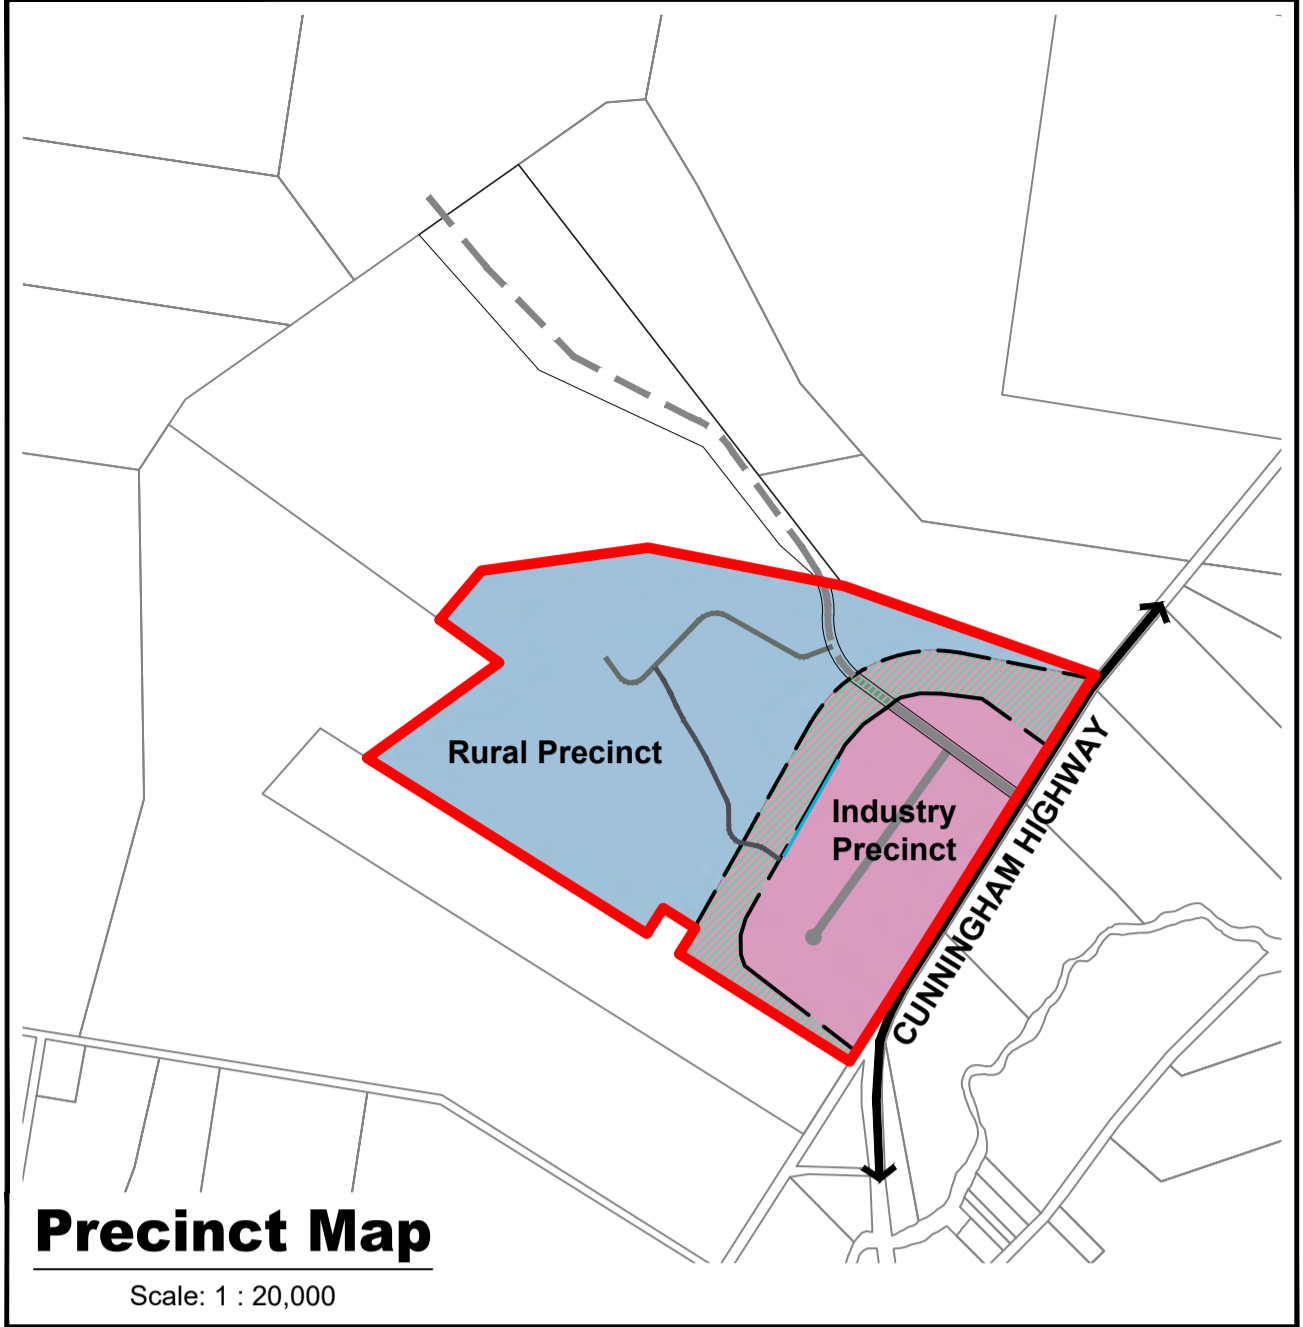 Rural Precinct
Industry
Precinct
CUNNINGHAM HIGHWAY
Precinct Map
Scale: 1 : 20,000